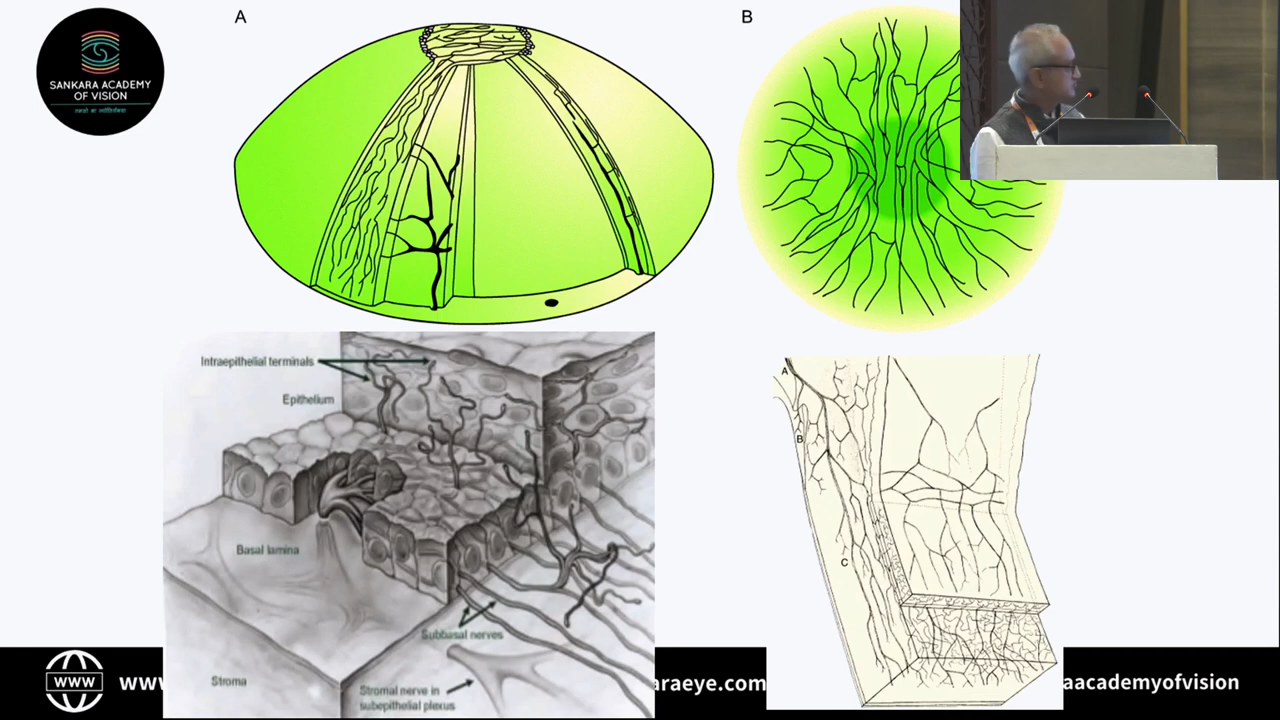 SANKARA ACADEMY
OF VISION
A
B
Intraepithelial terminals
Epithelium
Basal lamina
Subbasal nerves
Stroma
Stromal nerve in
subepithelial plexus
A
B
C
WWW
www
araeye.com
aacademyofvision